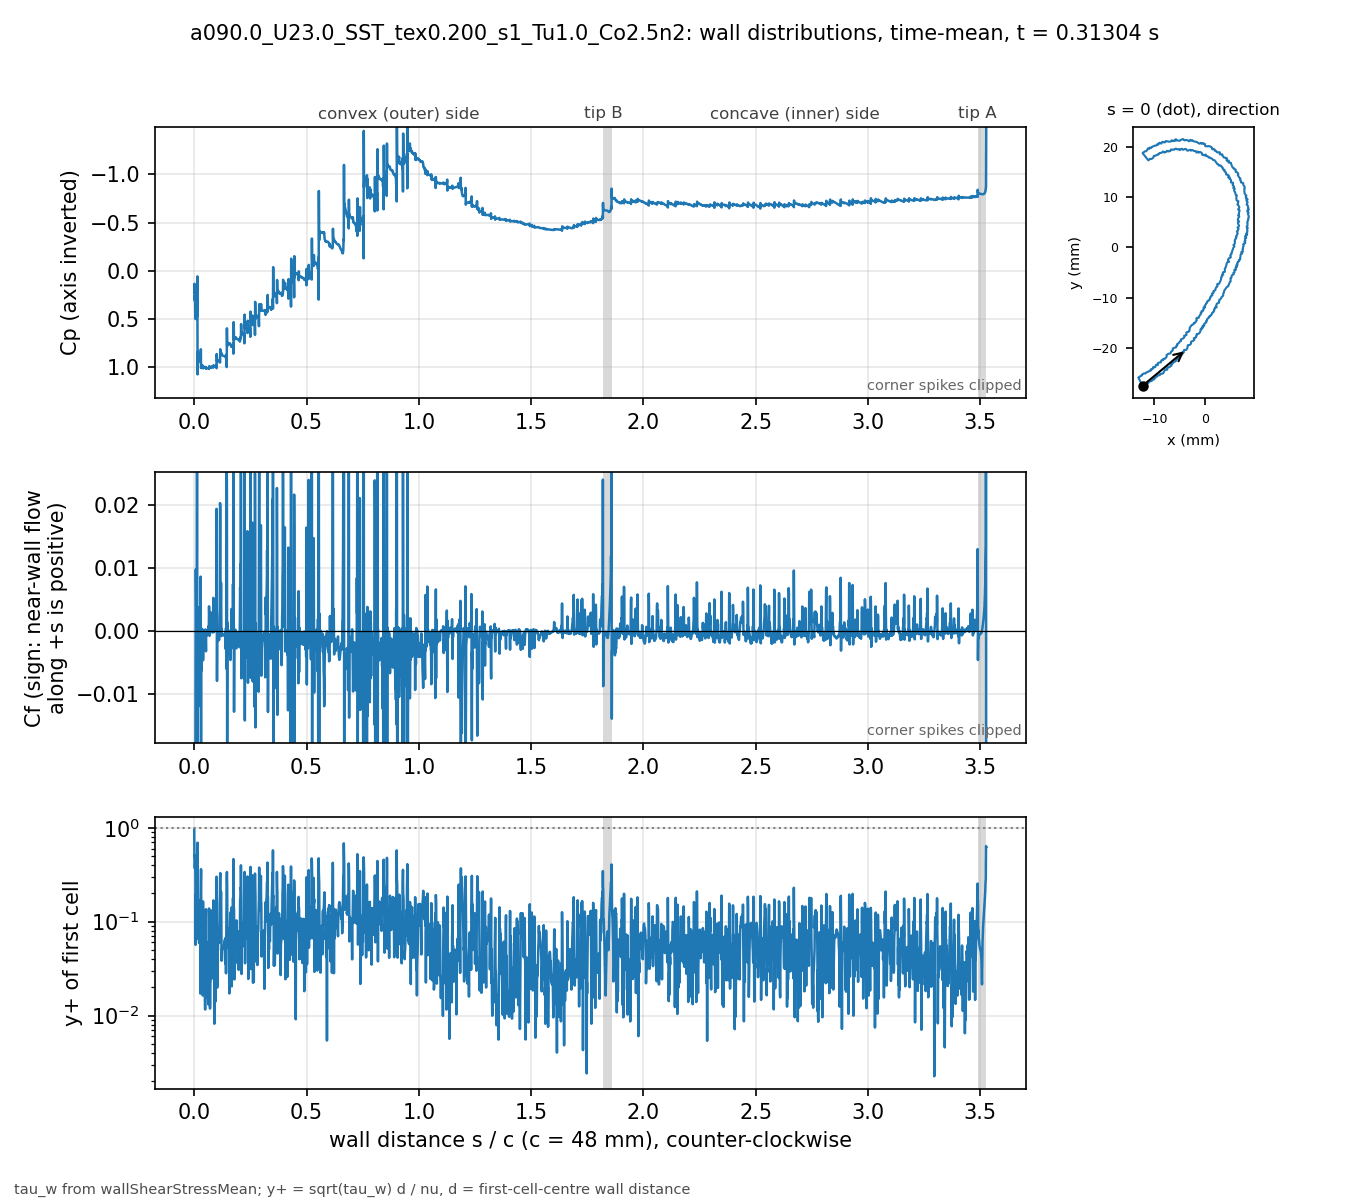 a090.0_U23.0_SST_tex0.200_s1_Tu1.0_Co2.5n2: wall distributions, time-mean, t = 0.31304 s
convex (outer) side tip B concave (inner) side tip A
s = 0 (dot), direction
Cp (axis inverted)
−1.0
−0.5
0.0
0.5
1.0
corner spikes clipped
0.0 0.5 1.0 1.5 2.0 2.5 3.0 3.5
y (mm)
20
10
0
−10
−20
−10 0
x (mm)
Cf (sign: near-wall flow
along +s is positive)
0.02
0.01
0.00
−0.01
corner spikes clipped
0.0 0.5 1.0 1.5 2.0 2.5 3.0 3.5
y+ of first cell
10⁰
10⁻¹
10⁻²
0.0 0.5 1.0 1.5 2.0 2.5 3.0 3.5
wall distance s / c (c = 48 mm), counter-clockwise
tau_w from wallShearStressMean; y+ = sqrt(tau_w) d / nu, d = first-cell-centre wall distance